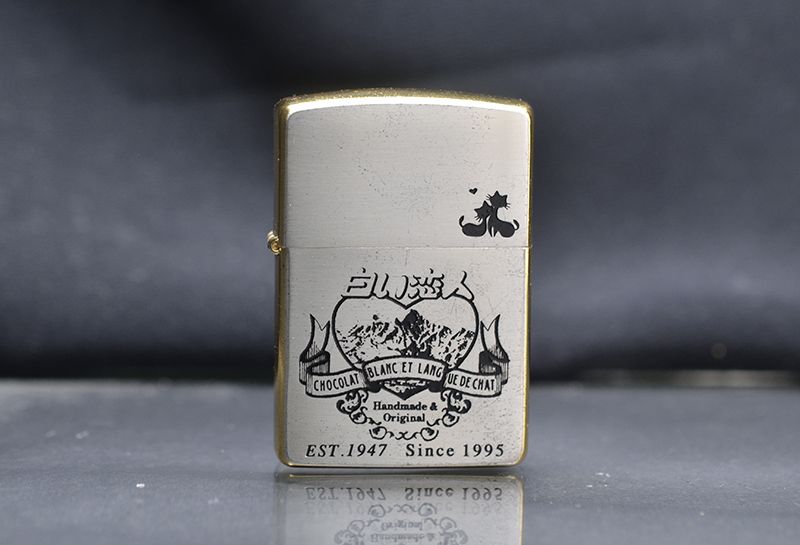 白い恋人
CHOCOLAT BLANC ET LANGUE DE CHAT
Handmade &
Original
EST.1947 Since 1995